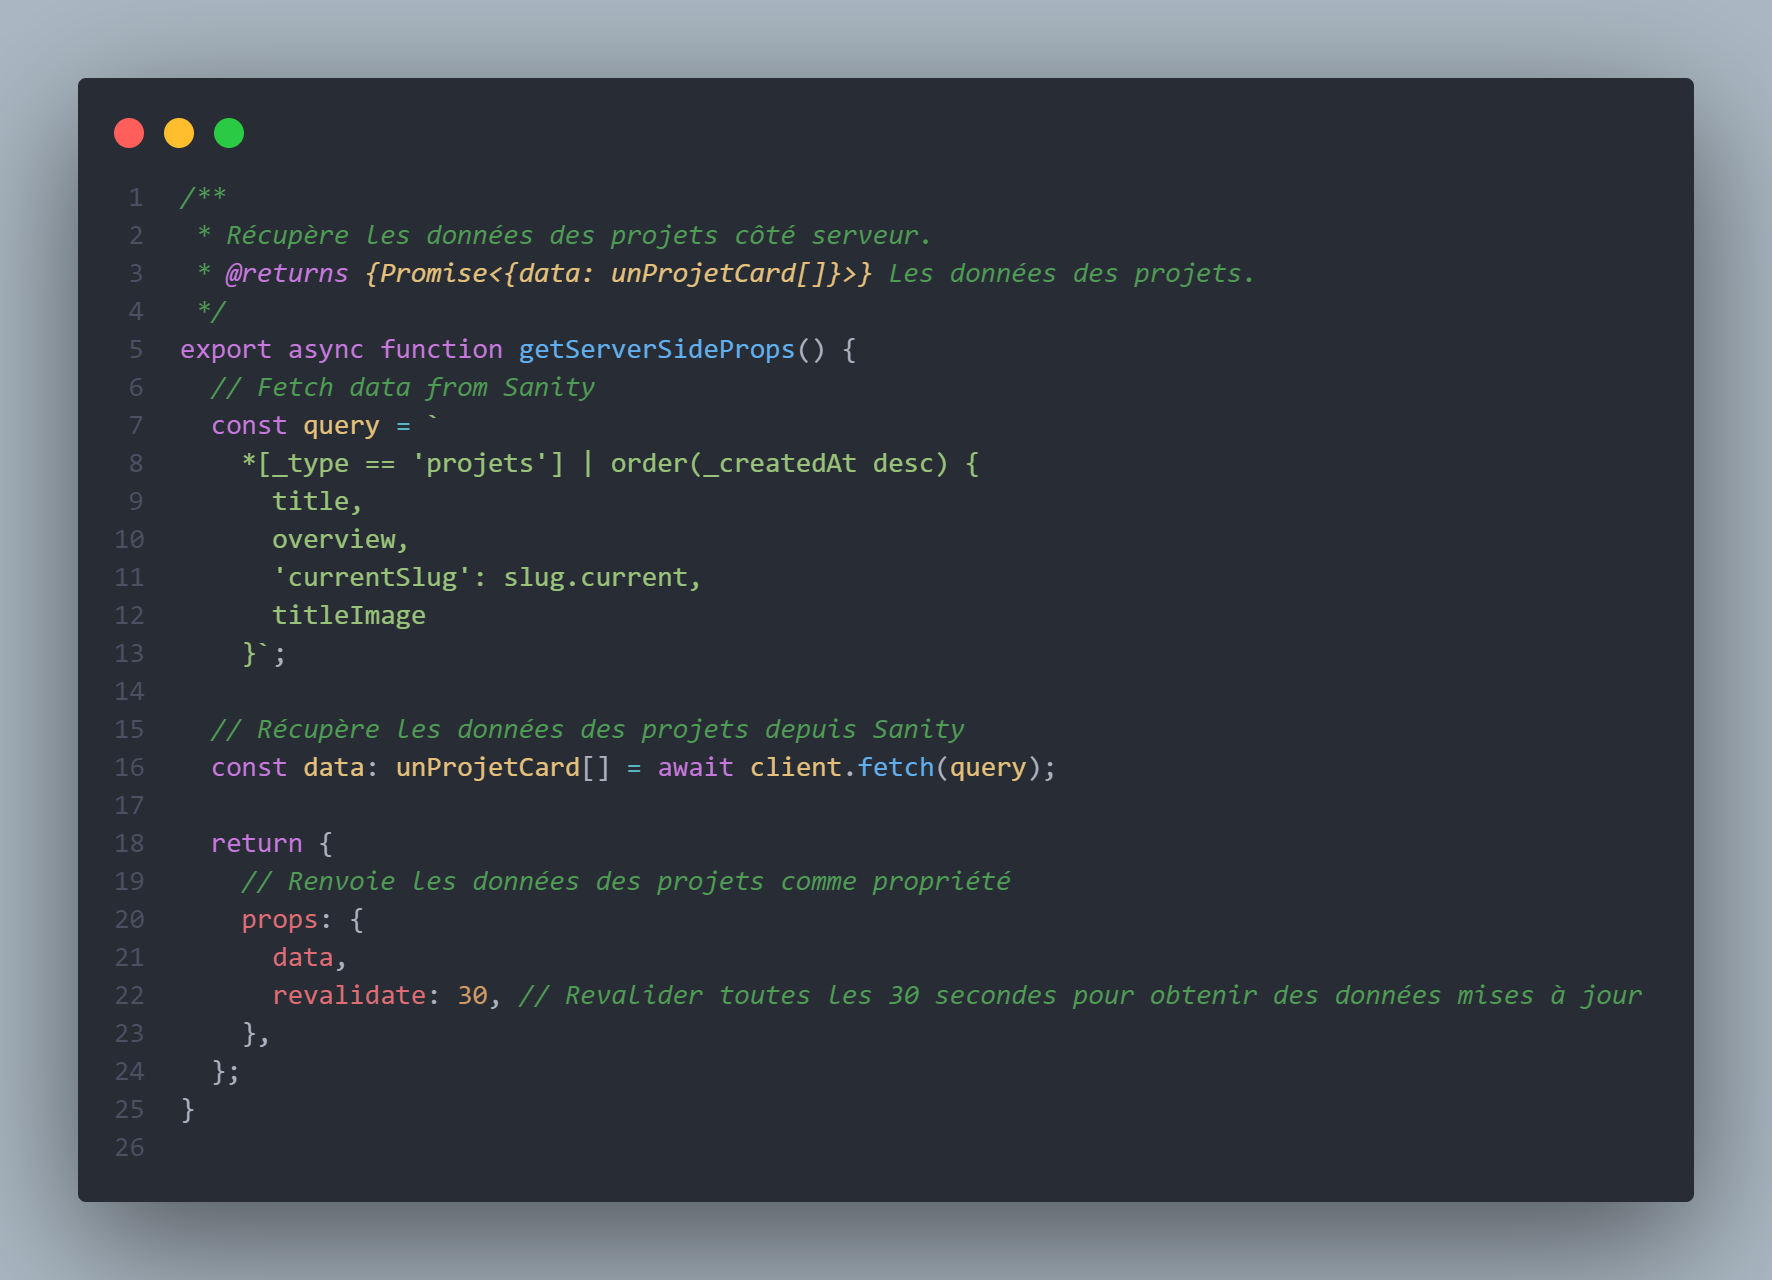 1 /**
2  * Récupère les données des projets côté serveur.
3  * @returns {Promise<{data: unProjetCard[]}>} Les données des projets.
4  */
5 export async function getServerSideProps() {
6   // Fetch data from Sanity
7   const query = `
8     *[_type == 'projets'] | order(_createdAt desc) {
9       title,
10       overview,
11       'currentSlug': slug.current,
12       titleImage
13     }`;
14
15   // Récupère les données des projets depuis Sanity
16   const data: unProjetCard[] = await client.fetch(query);
17
18   return {
19     // Renvoie les données des projets comme propriété
20     props: {
21       data,
22       revalidate: 30, // Revalider toutes les 30 secondes pour obtenir des données mises à jour
23     },
24   };
25 }
26